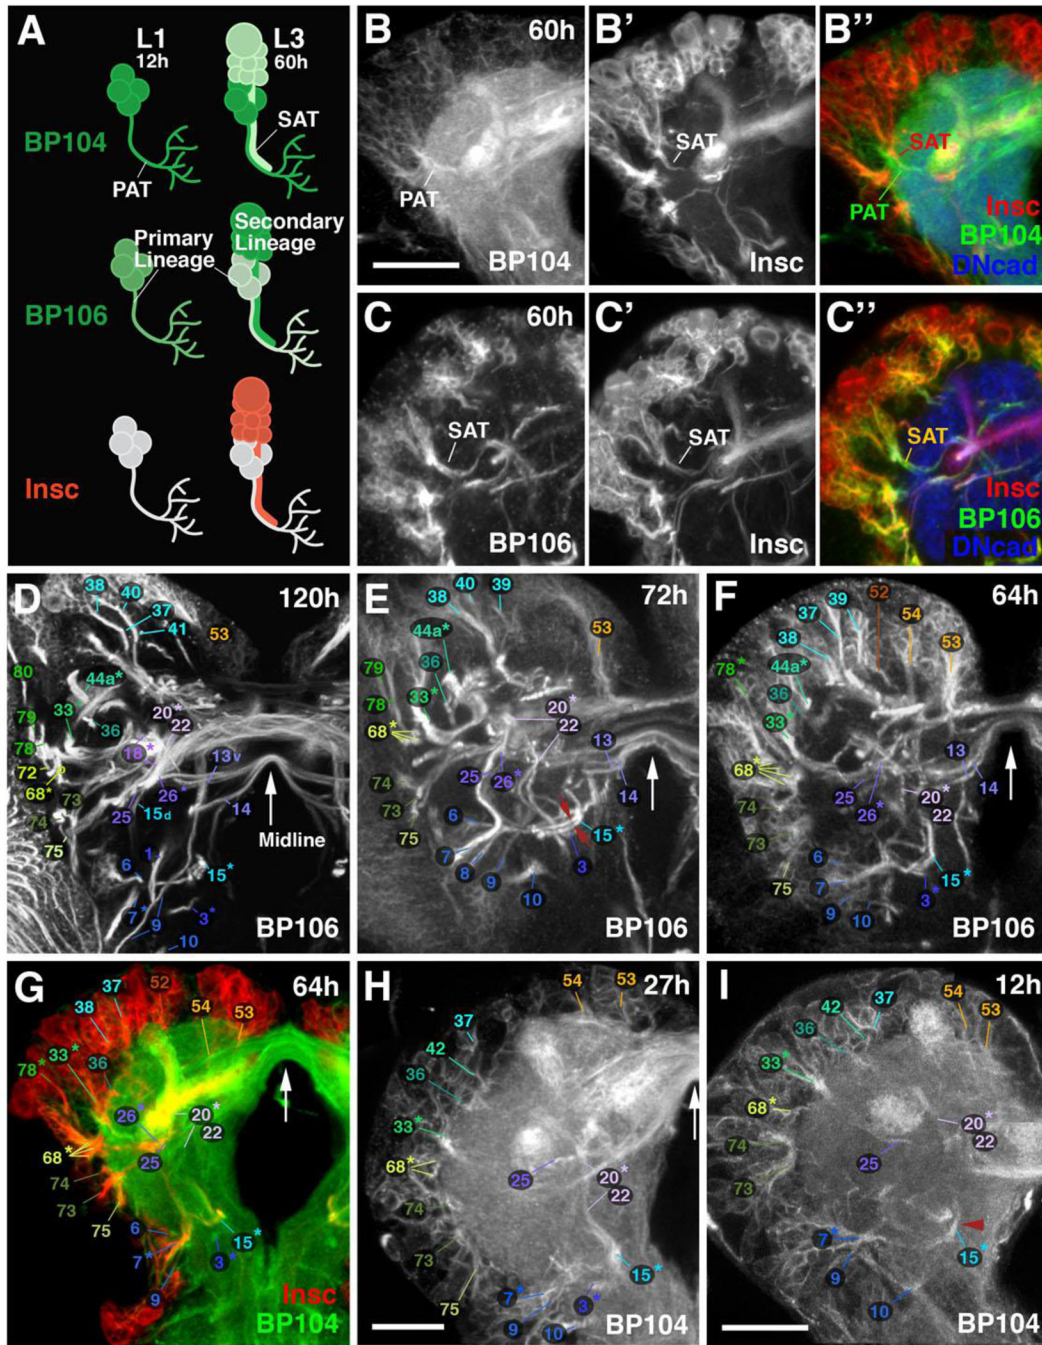 A
L1
12h
L3
60h
BP104
SAT
PAT
Primary
Lineage
Secondary
Lineage
BP106
Insc
B
60h
PAT
BP104
B'
SAT
Insc
B''
SAT
PAT
Insc
BP104
DNcad
C
60h
SAT
BP106
C'
SAT
Insc
C''
SAT
Insc
BP106
DNcad
D
120h
38
40
37
41
53
80
44a*
33
36
20*
22
79
78
18*
13v
72
68*
73
26*
25
15d
14
74
75
Midline
1
6
15*
7*
9
3*
10
BP106
E
72h
40
39
38
44a*
53
36
79
78
33*
20*
22
68*
13
74
25
26*
14
73
75
6
15*
7
8
9
3
10
BP106
F
64h
52
39
54
37
38
53
44a*
78*
36
33*
13
68*
14
74
25
20*
26*
22
73
6
75
7
15*
9
10
3*
BP106
G
64h
52
37
54
53
38
33*
36
78*
26*
20*
22
68*
25
74
73
75
6
15*
7*
3*
9
Insc
BP104
H
27h
54
53
37
42
36
33*
68*
25
20*
22
74
73
15*
75
7*
3*
9
10
BP104
I
12h
54
37
42
53
36
33*
68*
20*
22
74
25
73
7*
15*
9
10
BP104